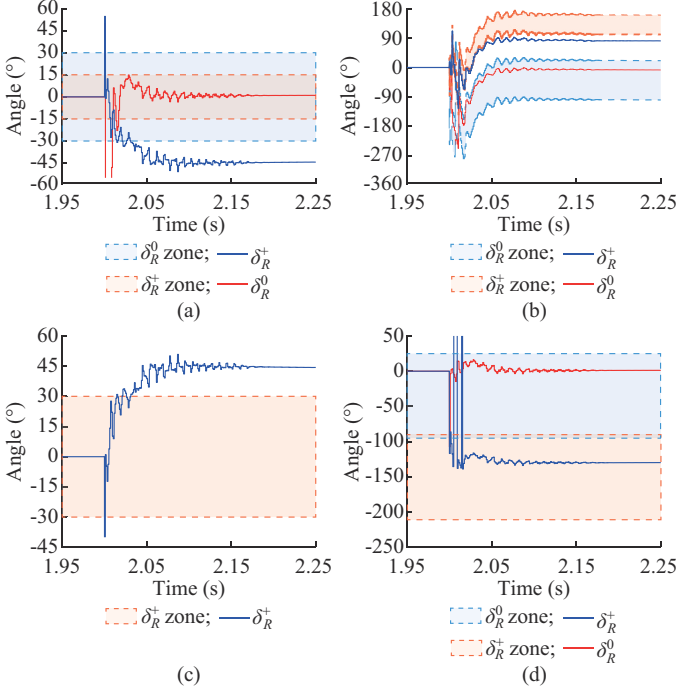 60
45
30
15
0
-15
-30
-45
-60
Angle (°)
1.95 2.05 2.15 2.25
Time (s)
δ_R^0 zone; δ_R^+
δ_R^+ zone; δ_R^0
(a)
180
90
0
-90
-180
-270
-360
Angle (°)
1.95 2.05 2.15 2.25
Time (s)
δ_R^0 zone; δ_R^+
δ_R^+ zone; δ_R^0
(b)
60
45
30
15
0
-15
-30
-45
Angle (°)
1.95 2.05 2.15 2.25
Time (s)
δ_R^+ zone; δ_R^+
(c)
50
0
-50
-100
-150
-200
-250
Angle (°)
1.95 2.05 2.15 2.25
Time (s)
δ_R^0 zone; δ_R^+
δ_R^+ zone; δ_R^0
(d)